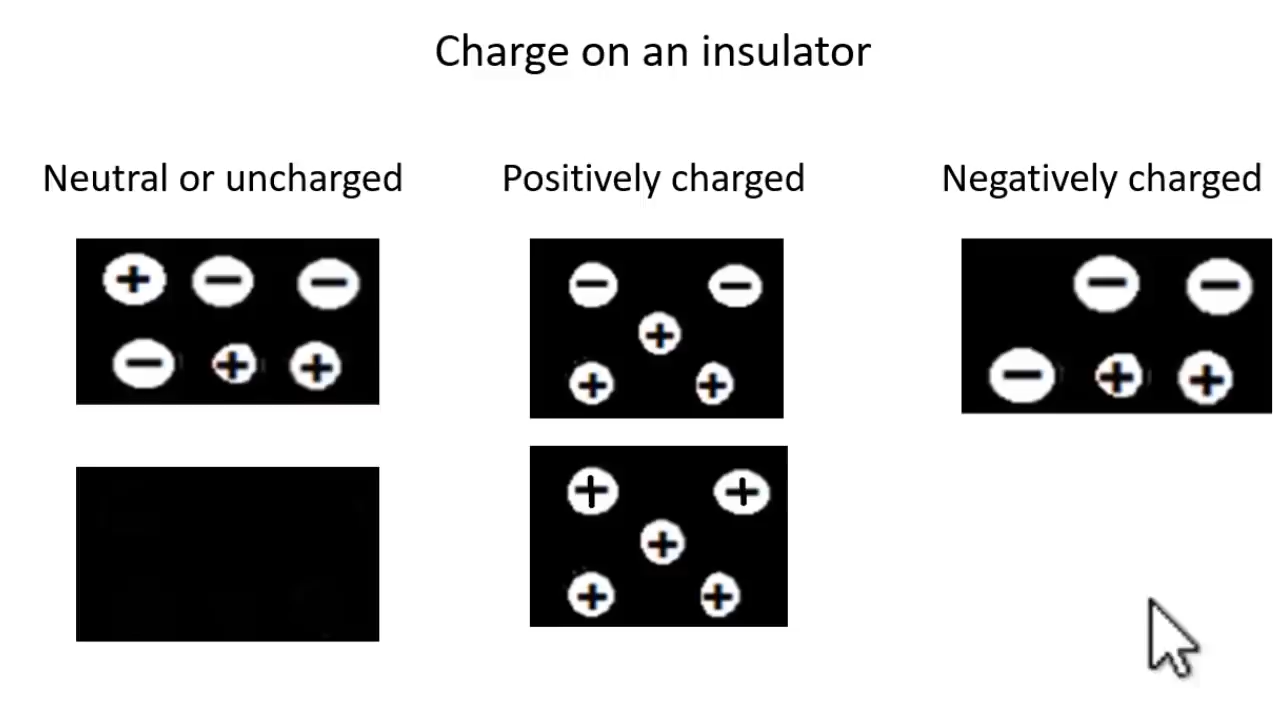 Charge on an insulator
Neutral or uncharged
Positively charged
Negatively charged
+ − −
− + +
− −
+
+ +
+ +
+
+ +
− −
− + +